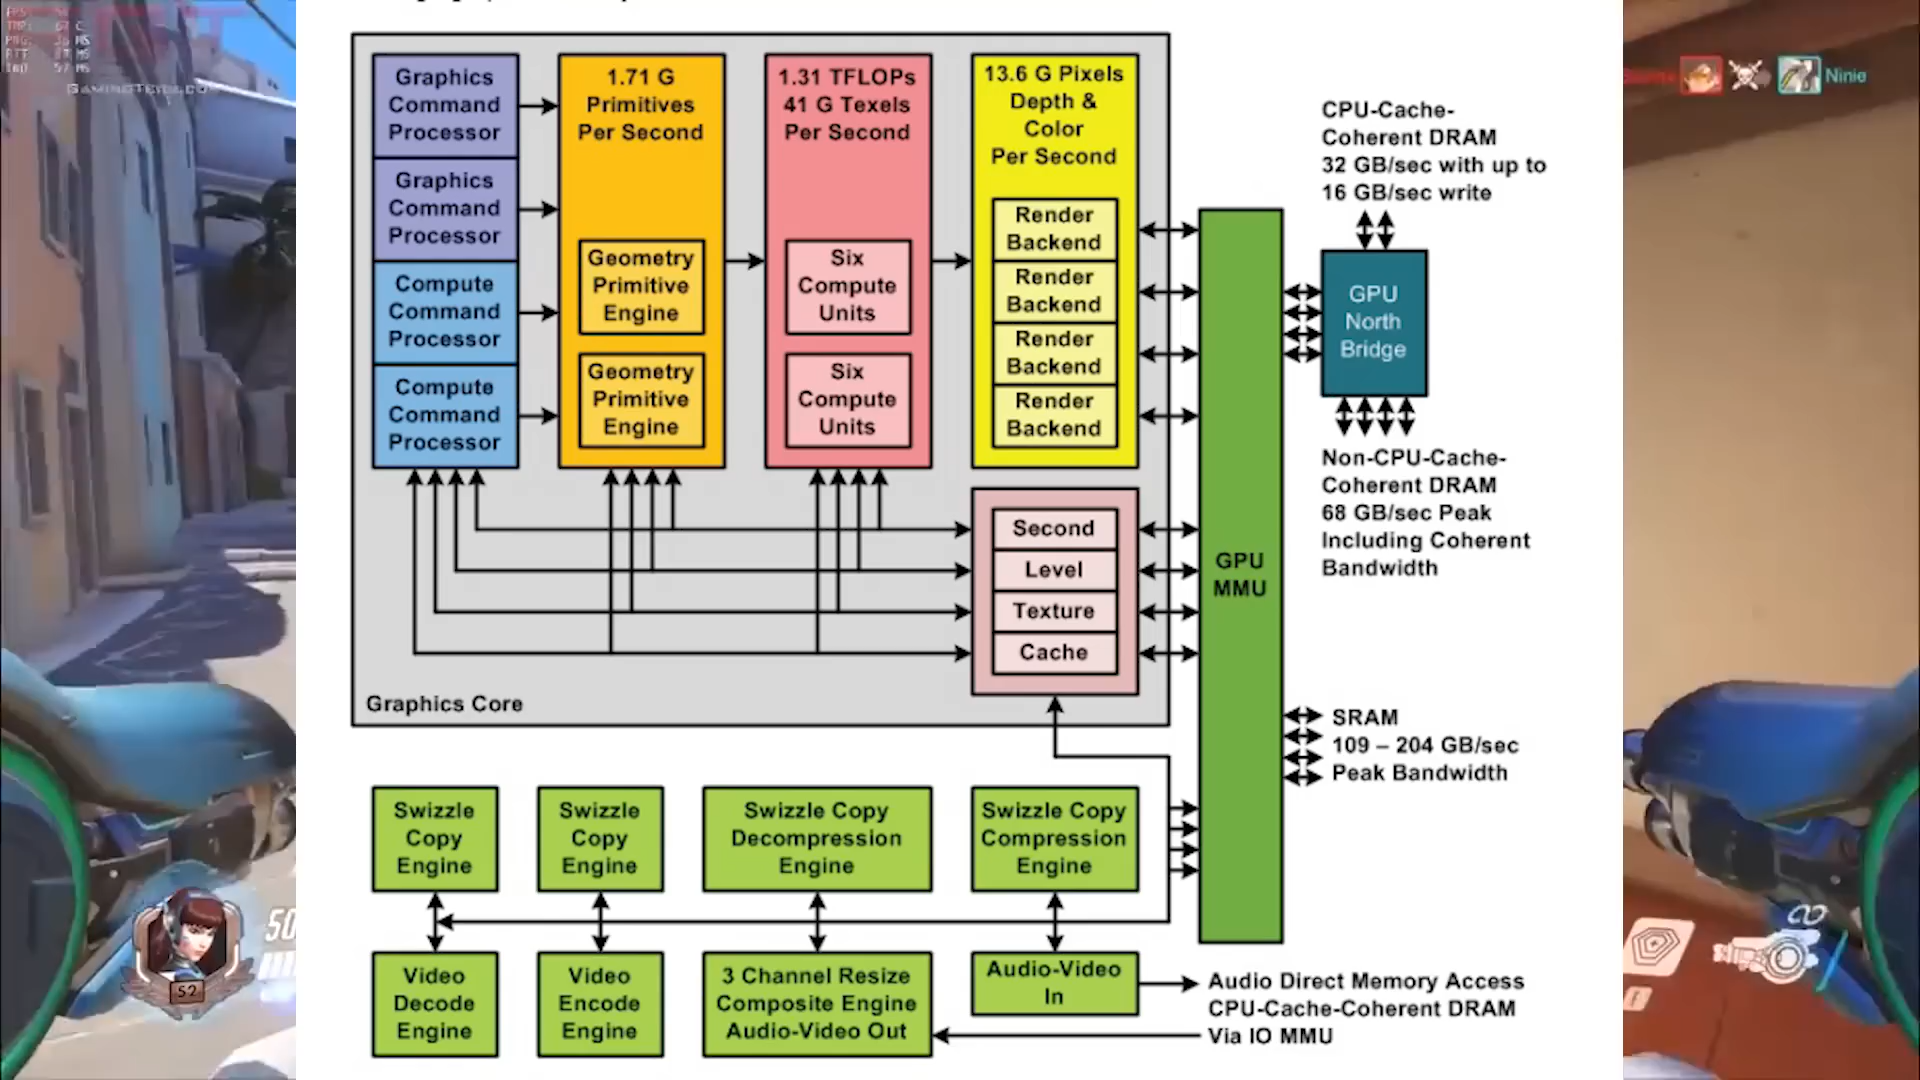 GAMINGTECH.COM
Graphics
Command
Processor
Graphics
Command
Processor
Compute
Command
Processor
Compute
Command
Processor
1.71 G
Primitives
Per Second
Geometry
Primitive
Engine
Geometry
Primitive
Engine
1.31 TFLOPs
41 G Texels
Per Second
Six
Compute
Units
Six
Compute
Units
13.6 G Pixels
Depth &
Color
Per Second
Render
Backend
Render
Backend
Render
Backend
Render
Backend
Second
Level
Texture
Cache
Graphics Core
GPU
MMU
CPU-Cache-
Coherent DRAM
32 GB/sec with up to
16 GB/sec write
GPU
North
Bridge
Non-CPU-Cache-
Coherent DRAM
68 GB/sec Peak
Including Coherent
Bandwidth
SRAM
109 – 204 GB/sec
Peak Bandwidth
Swizzle
Copy
Engine
Swizzle
Copy
Engine
Swizzle Copy
Decompression
Engine
Swizzle Copy
Compression
Engine
Video
Decode
Engine
Video
Encode
Engine
3 Channel Resize
Composite Engine
Audio-Video Out
Audio-Video
In
Audio Direct Memory Access
CPU-Cache-Coherent DRAM
Via IO MMU
Ninie
50
52